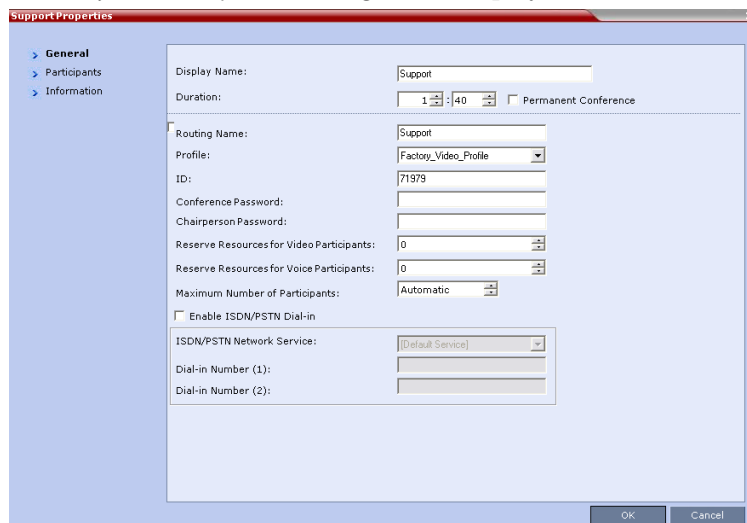 Support Properties
General
Participants
Information
Display Name: Support
Duration: 1 : 40 Permanent Conference
Routing Name: Support
Profile: Factory_Video_Profile
ID: 71979
Conference Password:
Chairperson Password:
Reserve Resources for Video Participants: 0
Reserve Resources for Voice Participants: 0
Maximum Number of Participants: Automatic
Enable ISDN/PSTN Dial-in
ISDN/PSTN Network Service: [Default Service]
Dial-in Number (1):
Dial-in Number (2):
OK Cancel